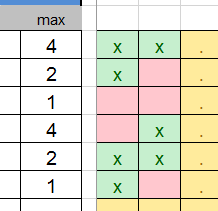 max
4 x x .
2 x .
1 .
4 x .
2 x x .
1 x .